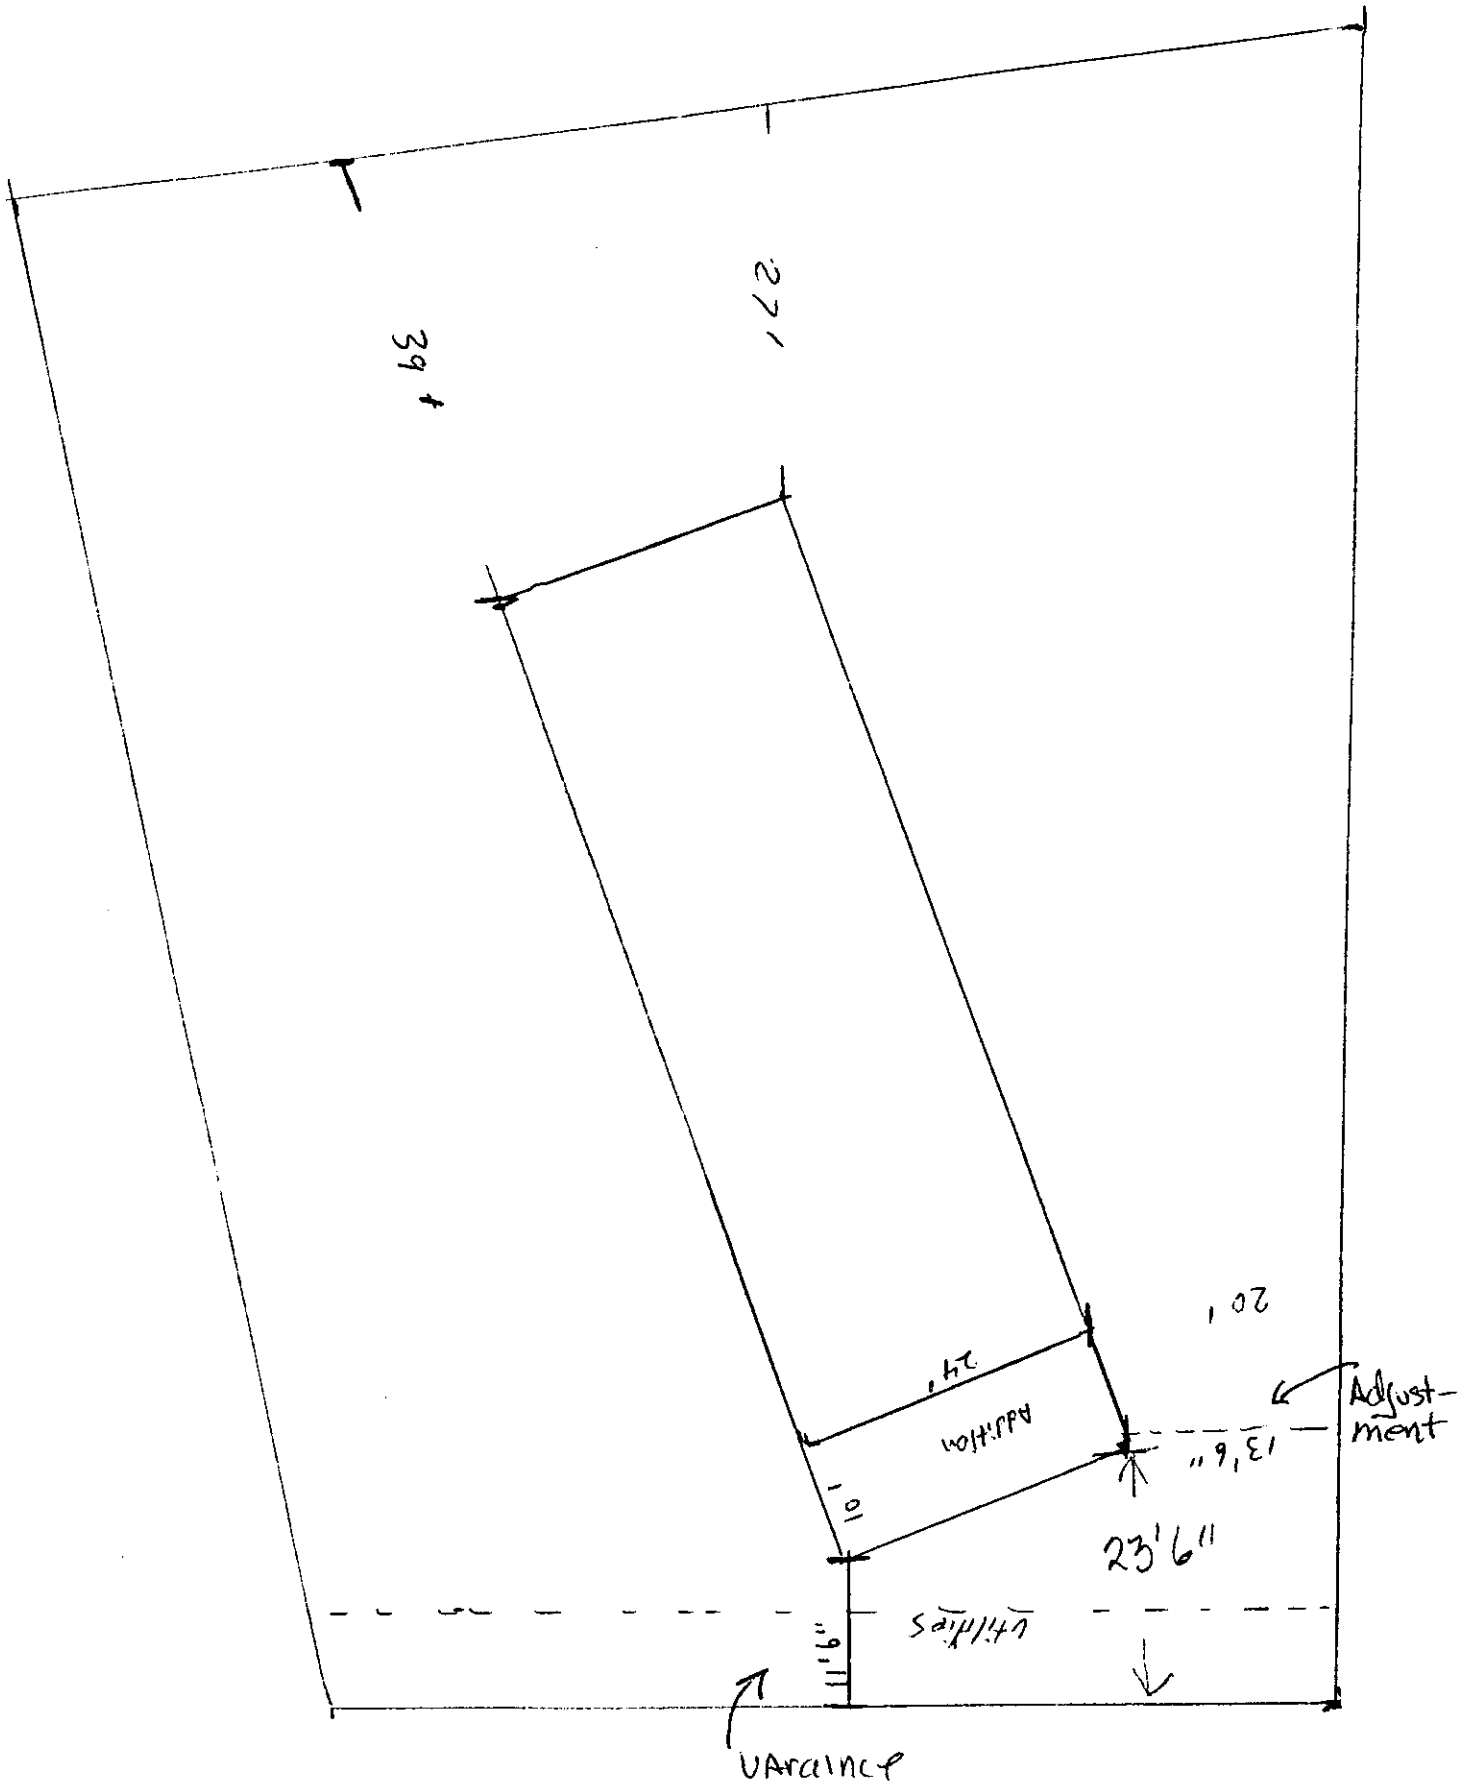 27'
39'
20'
Adjust-
ment
24'
Addition
13'6"
10'
23'6"
utilities
11'6"
VAraince